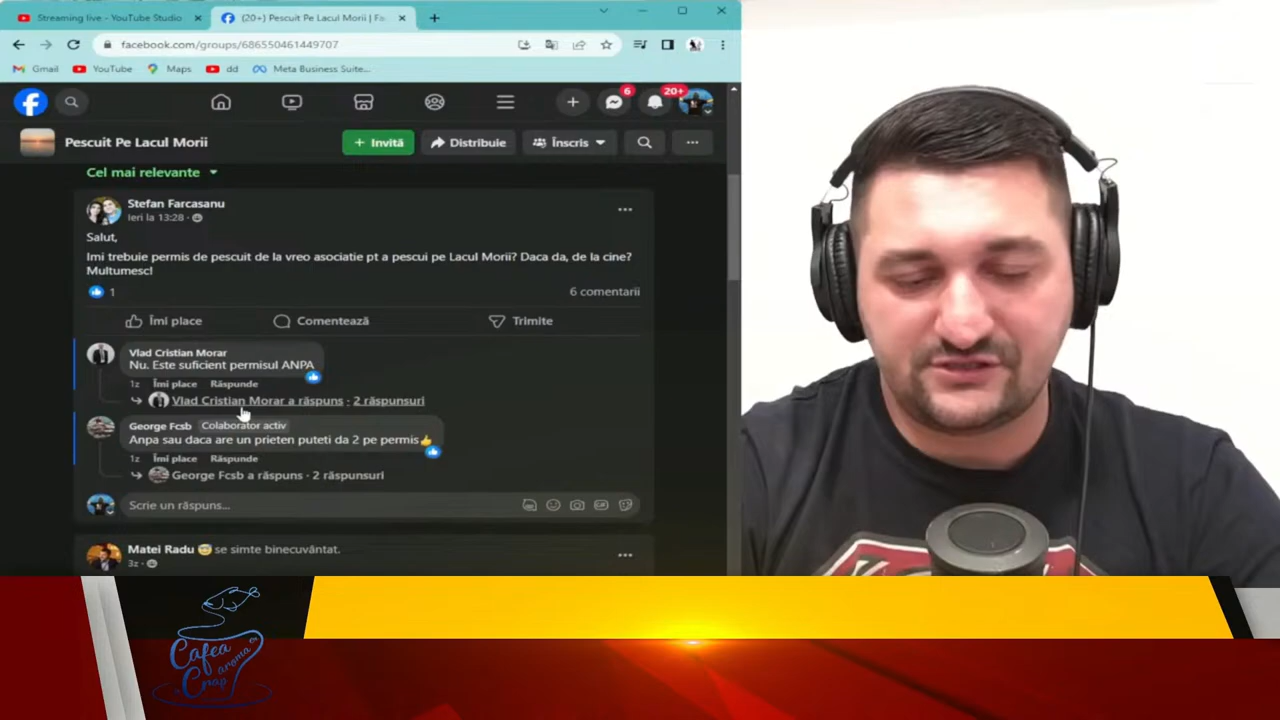 Streaming live - YouTube Studio
(20+) Pescuit Pe Lacul Morii | Fa
facebook.com/groups/686550461449707
Gmail
YouTube
Maps
dd
Meta Business Suite...
6
20+
Pescuit Pe Lacul Morii
+ Invită
Distribuie
Înscris
Cel mai relevante
Stefan Farcasanu
Ieri la 13:28
Salut,
Imi trebuie permis de pescuit de la vreo asociatie pt a pescui pe Lacul Morii? Daca da, de la cine?
Multumesc!
1
6 comentarii
Îmi place
Comentează
Trimite
Vlad Cristian Morar
Nu. Este suficient permisul ANPA
1z Îmi place Răspunde
Vlad Cristian Morar a răspuns · 2 răspunsuri
George Fcsb Colaborator activ
Anpa sau daca are un prieten puteti da 2 pe permis
1z Îmi place Răspunde
George Fcsb a răspuns · 2 răspunsuri
Scrie un răspuns...
Matei Radu se simte binecuvântat.
3z
Cafea
aroma De
Crap